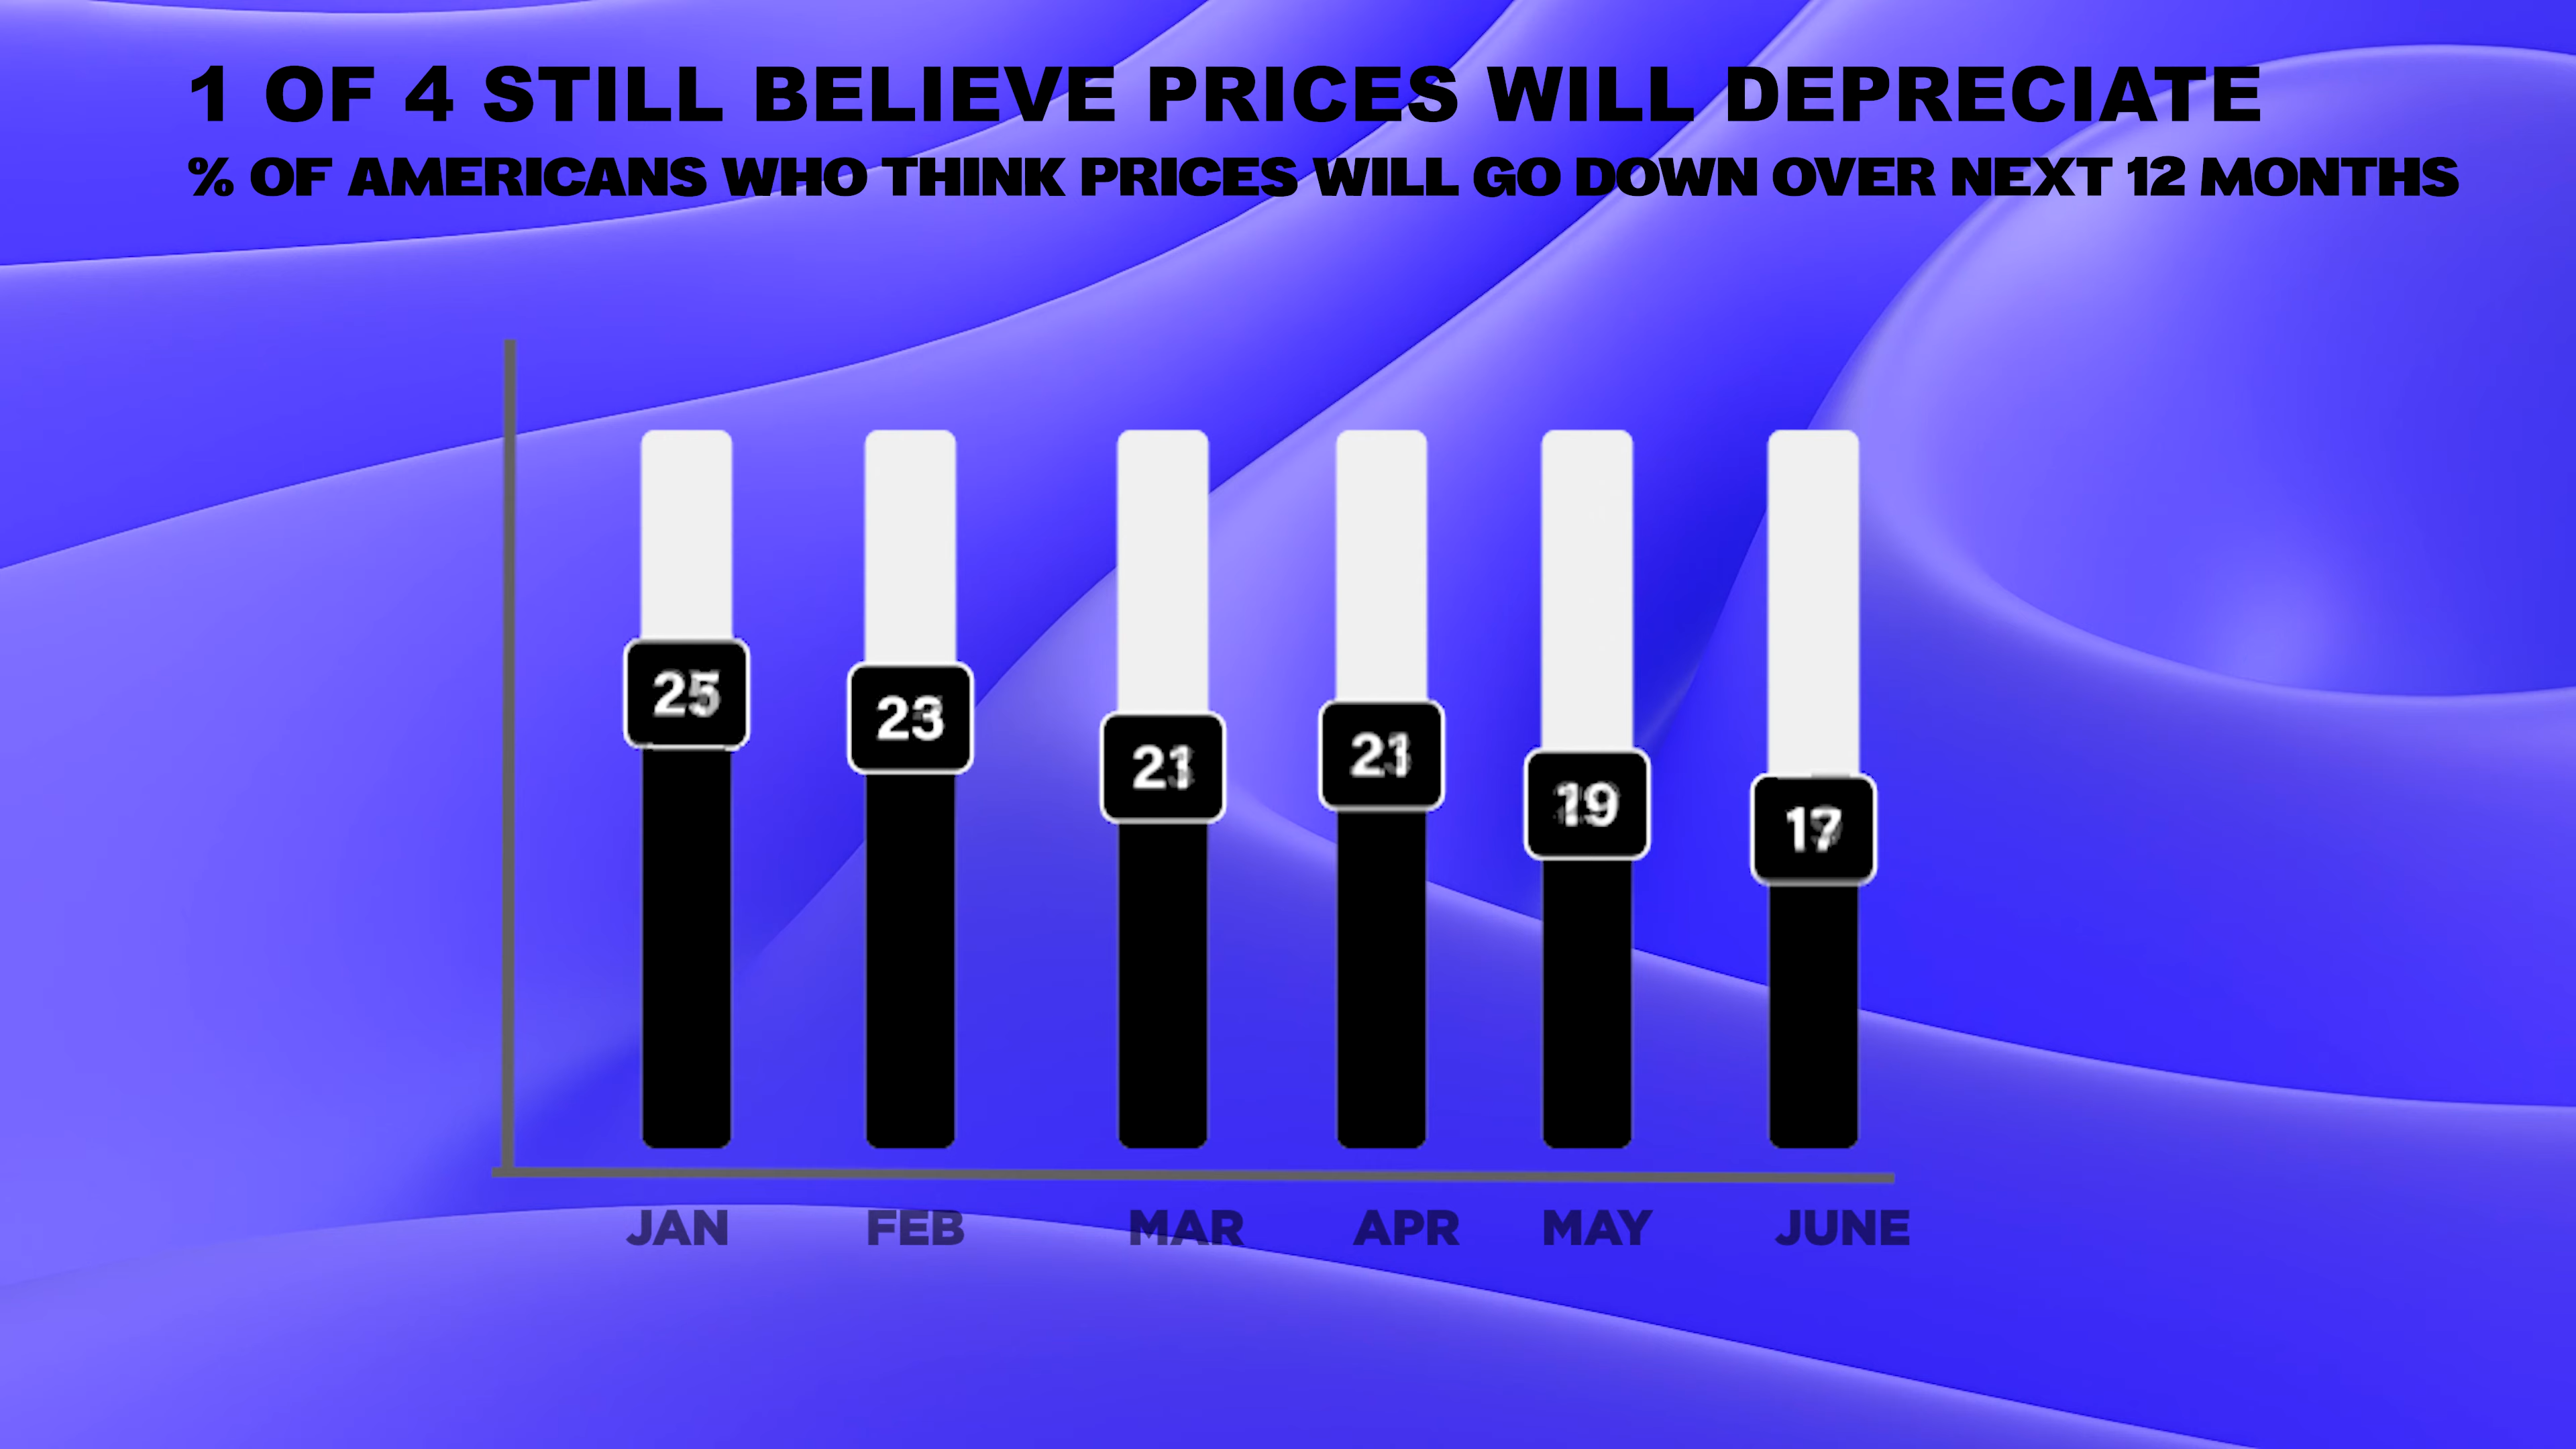 1 OF 4 STILL BELIEVE PRICES WILL DEPRECIATE
% OF AMERICANS WHO THINK PRICES WILL GO DOWN OVER NEXT 12 MONTHS
25
23
21
21
19
17
JAN FEB MAR APR MAY JUNE